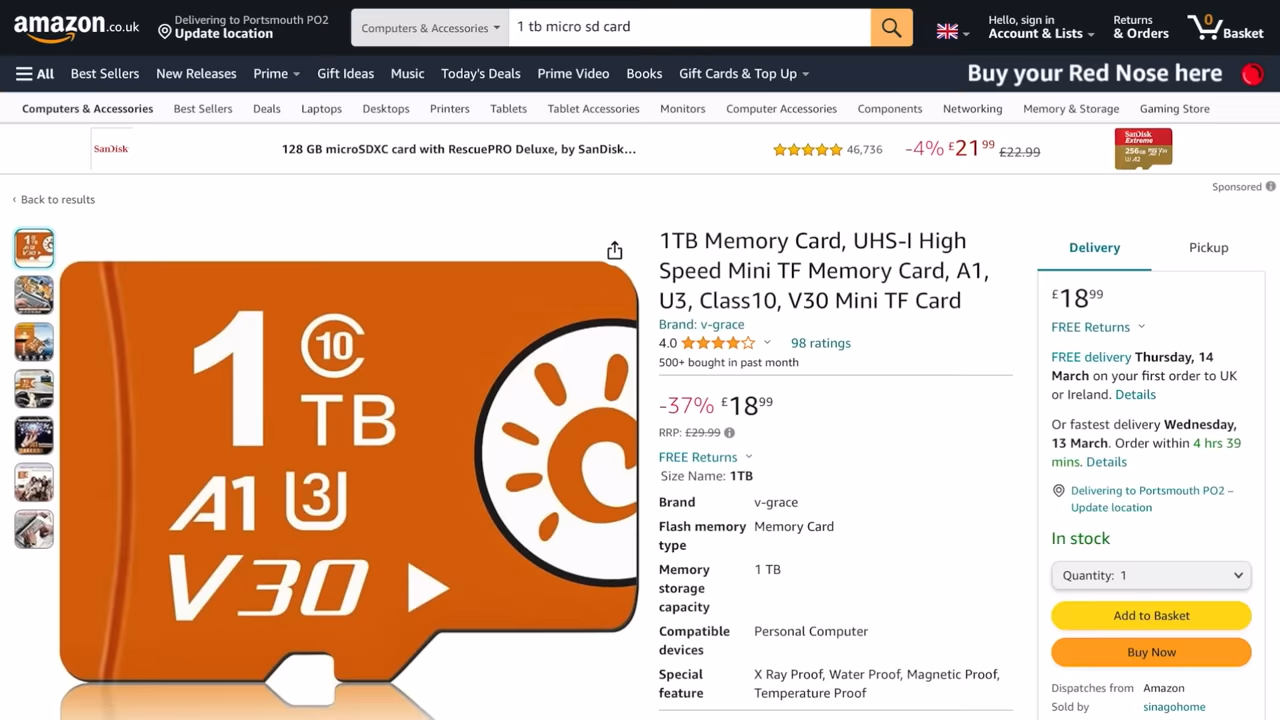 amazon.co.uk
Delivering to Portsmouth PO2
Update location
Computers & Accessories
1 tb micro sd card
Hello, sign in
Account & Lists
Returns
& Orders
0
Basket
All
Best Sellers
New Releases
Prime
Gift Ideas
Music
Today's Deals
Prime Video
Books
Gift Cards & Top Up
Buy your Red Nose here
Computers & Accessories
Best Sellers
Deals
Laptops
Desktops
Printers
Tablets
Tablet Accessories
Monitors
Computer Accessories
Components
Networking
Memory & Storage
Gaming Store
SanDisk
128 GB microSDXC card with RescuePRO Deluxe, by SanDisk...
46,736
-4% £21 99 £22.99
SanDisk
Extreme
256GB
U3 A2
Sponsored
‹ Back to results
1
10
TB
A1 U3
V30
1TB Memory Card, UHS-I High
Speed Mini TF Memory Card, A1,
U3, Class10, V30 Mini TF Card
Brand: v-grace
4.0
98 ratings
500+ bought in past month
-37% £18 99
RRP: £29.99
FREE Returns
Size Name: 1TB
Brand
v-grace
Flash memory
type
Memory Card
Memory
storage
capacity
1 TB
Compatible
devices
Personal Computer
Special
feature
X Ray Proof, Water Proof, Magnetic Proof,
Temperature Proof
Delivery
Pickup
£18 99
FREE Returns
FREE delivery Thursday, 14
March on your first order to UK
or Ireland. Details
Or fastest delivery Wednesday,
13 March. Order within 4 hrs 39
mins. Details
Delivering to Portsmouth PO2 –
Update location
In stock
Quantity: 1
Add to Basket
Buy Now
Dispatches from Amazon
Sold by sinagohome